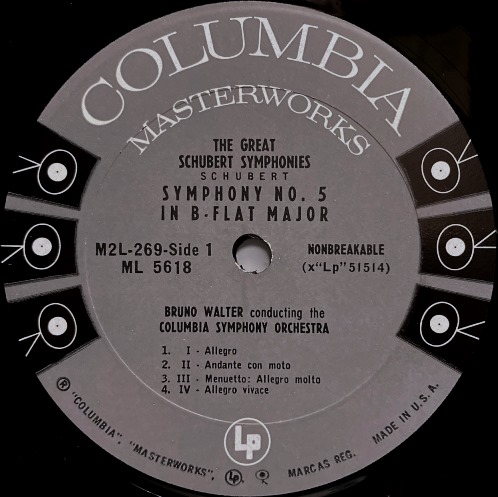 COLUMBIA
MASTERWORKS
THE GREAT
SCHUBERT SYMPHONIES
SCHUBERT
SYMPHONY NO. 5
IN B-FLAT MAJOR
M2L-269-Side 1
ML 5618
NONBREAKABLE
(x"Lp"51514)
BRUNO WALTER conducting the
COLUMBIA SYMPHONY ORCHESTRA
1. I - Allegro
2. II - Andante con moto
3. III - Menuetto: Allegro molto
4. IV - Allegro vivace
Lp
® "COLUMBIA", "MASTERWORKS", Lp, MARCAS REG. MADE IN U.S.A.